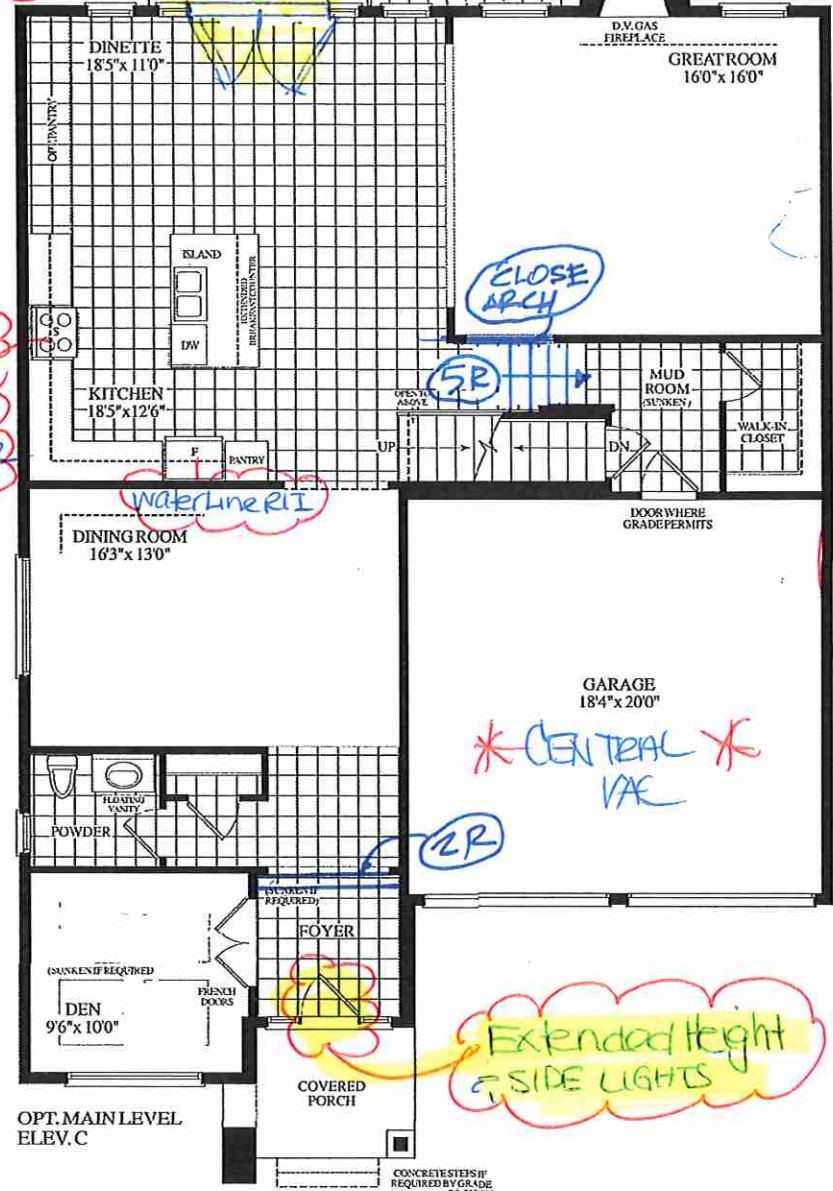 DINETTE
18'5"x 11'0"
D.V. GAS
FIREPLACE
GREATROOM
16'0"x 16'0"
OPT. PANTRY
ISLAND
EXTENDED
BREAKFAST COUNTER
DW
S
CLOSE
ARCH
5R
MUD
ROOM
(SUNKEN)
WALK-IN
CLOSET
KITCHEN
18'5"x12'6"
OPEN TO
ABOVE
UP
DN
F
PANTRY
WaterLine RII
DOOR WHERE
GRADE PERMITS
DINING ROOM
16'3"x 13'0"
GARAGE
18'4"x 20'0"
* CENTRAL *
VAC
FLOATING
VANITY
POWDER
2R
(SUNKEN IF
REQUIRED)
FOYER
(SUNKEN IF REQUIRED
FRENCH
DOORS
DEN
9'6"x 10'0"
Extended Height
SIDE LIGHTS
COVERED
PORCH
OPT. MAIN LEVEL
ELEV. C
CONCRETE STEPS IF
REQUIRED BY GRADE